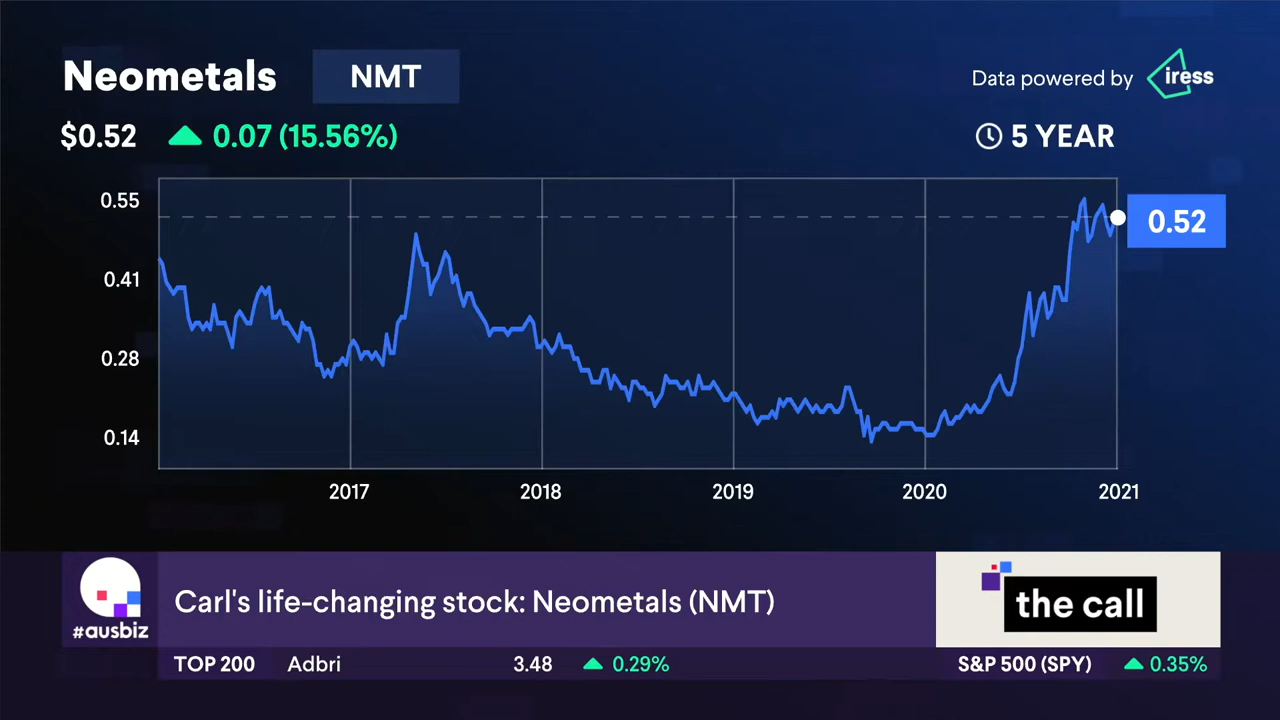 Neometals NMT
Data powered by iress
$0.52 ▲ 0.07 (15.56%)
5 YEAR
0.55
0.52
0.41
0.28
0.14
2017 2018 2019 2020 2021
Carl's life-changing stock: Neometals (NMT)
#ausbiz
the call
TOP 200 Adbri 3.48 ▲ 0.29% S&P 500 (SPY) ▲ 0.35%